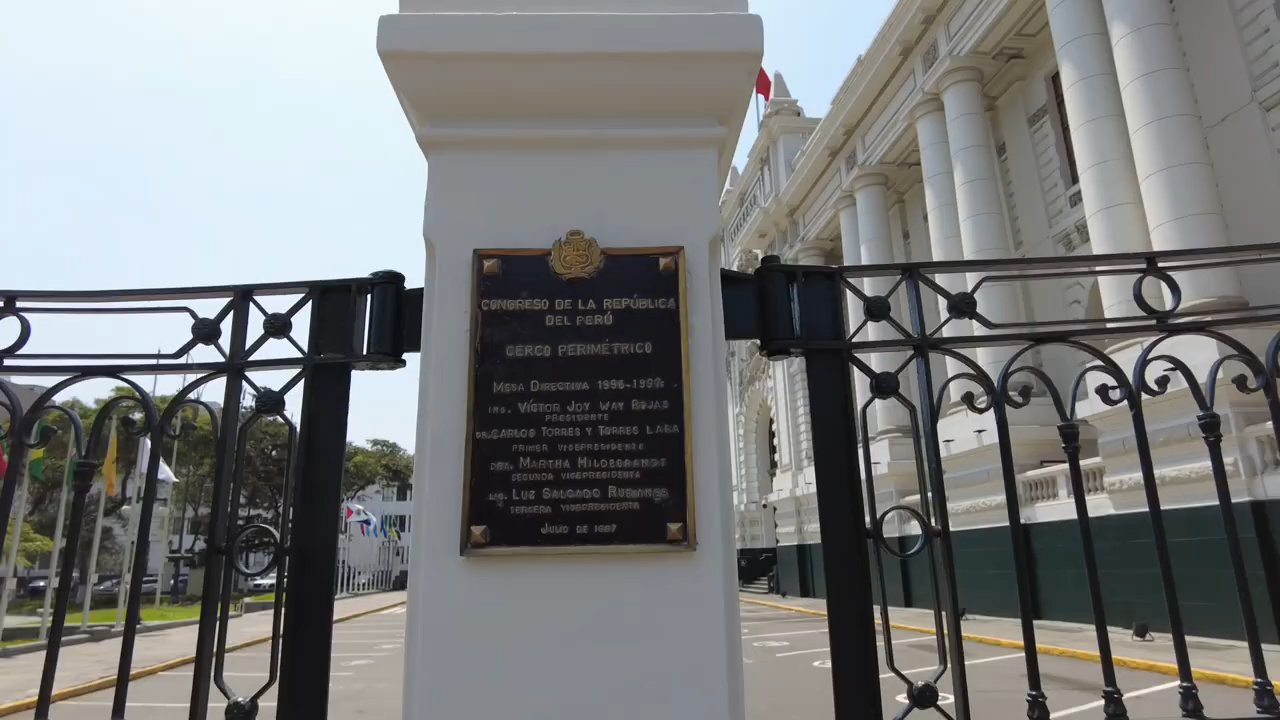 CONGRESO DE LA REPÚBLICA
DEL PERÚ
CERCO PERIMÉTRICO
MESA DIRECTIVA 1996-1997
ING. VÍCTOR JOY WAY ROJAS
PRESIDENTE
DR. CARLOS TORRES Y TORRES LARA
PRIMER VICEPRESIDENTE
DRA. MARTHA HILDEBRANDT
SEGUNDA VICEPRESIDENTA
LIC. LUZ SALGADO RUBIANES
TERCERA VICEPRESIDENTA
JULIO DE 1997